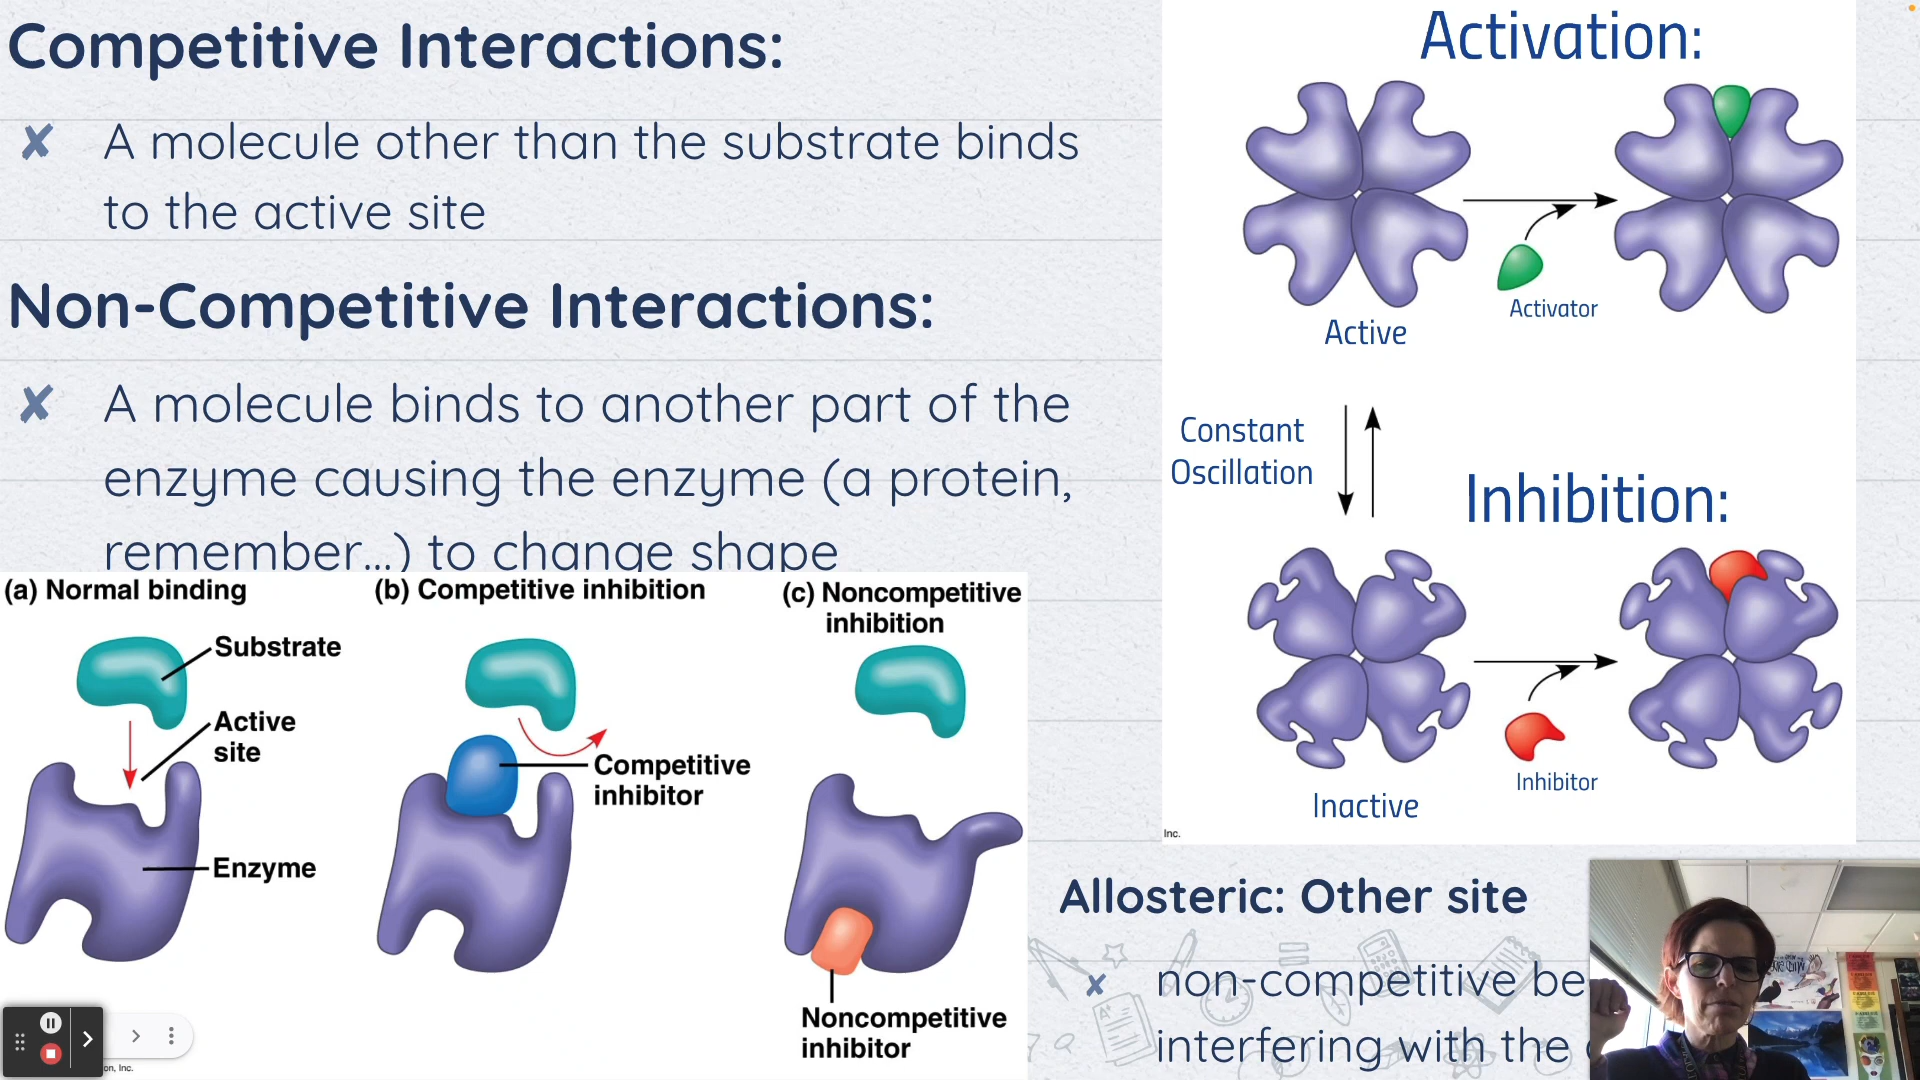 Competitive Interactions:
✘ A molecule other than the substrate binds
to the active site
Non-Competitive Interactions:
✘ A molecule binds to another part of the
enzyme causing the enzyme (a protein,
remember...) to change shape
(a) Normal binding
Substrate
Active
site
Enzyme
(b) Competitive inhibition
Competitive
inhibitor
(c) Noncompetitive
inhibition
Noncompetitive
inhibitor
on, Inc.
Activation:
Active
Activator
Constant
Oscillation
Inhibition:
Inactive
Inhibitor
Inc.
Allosteric: Other site
✘ non-competitive be
interfering with the